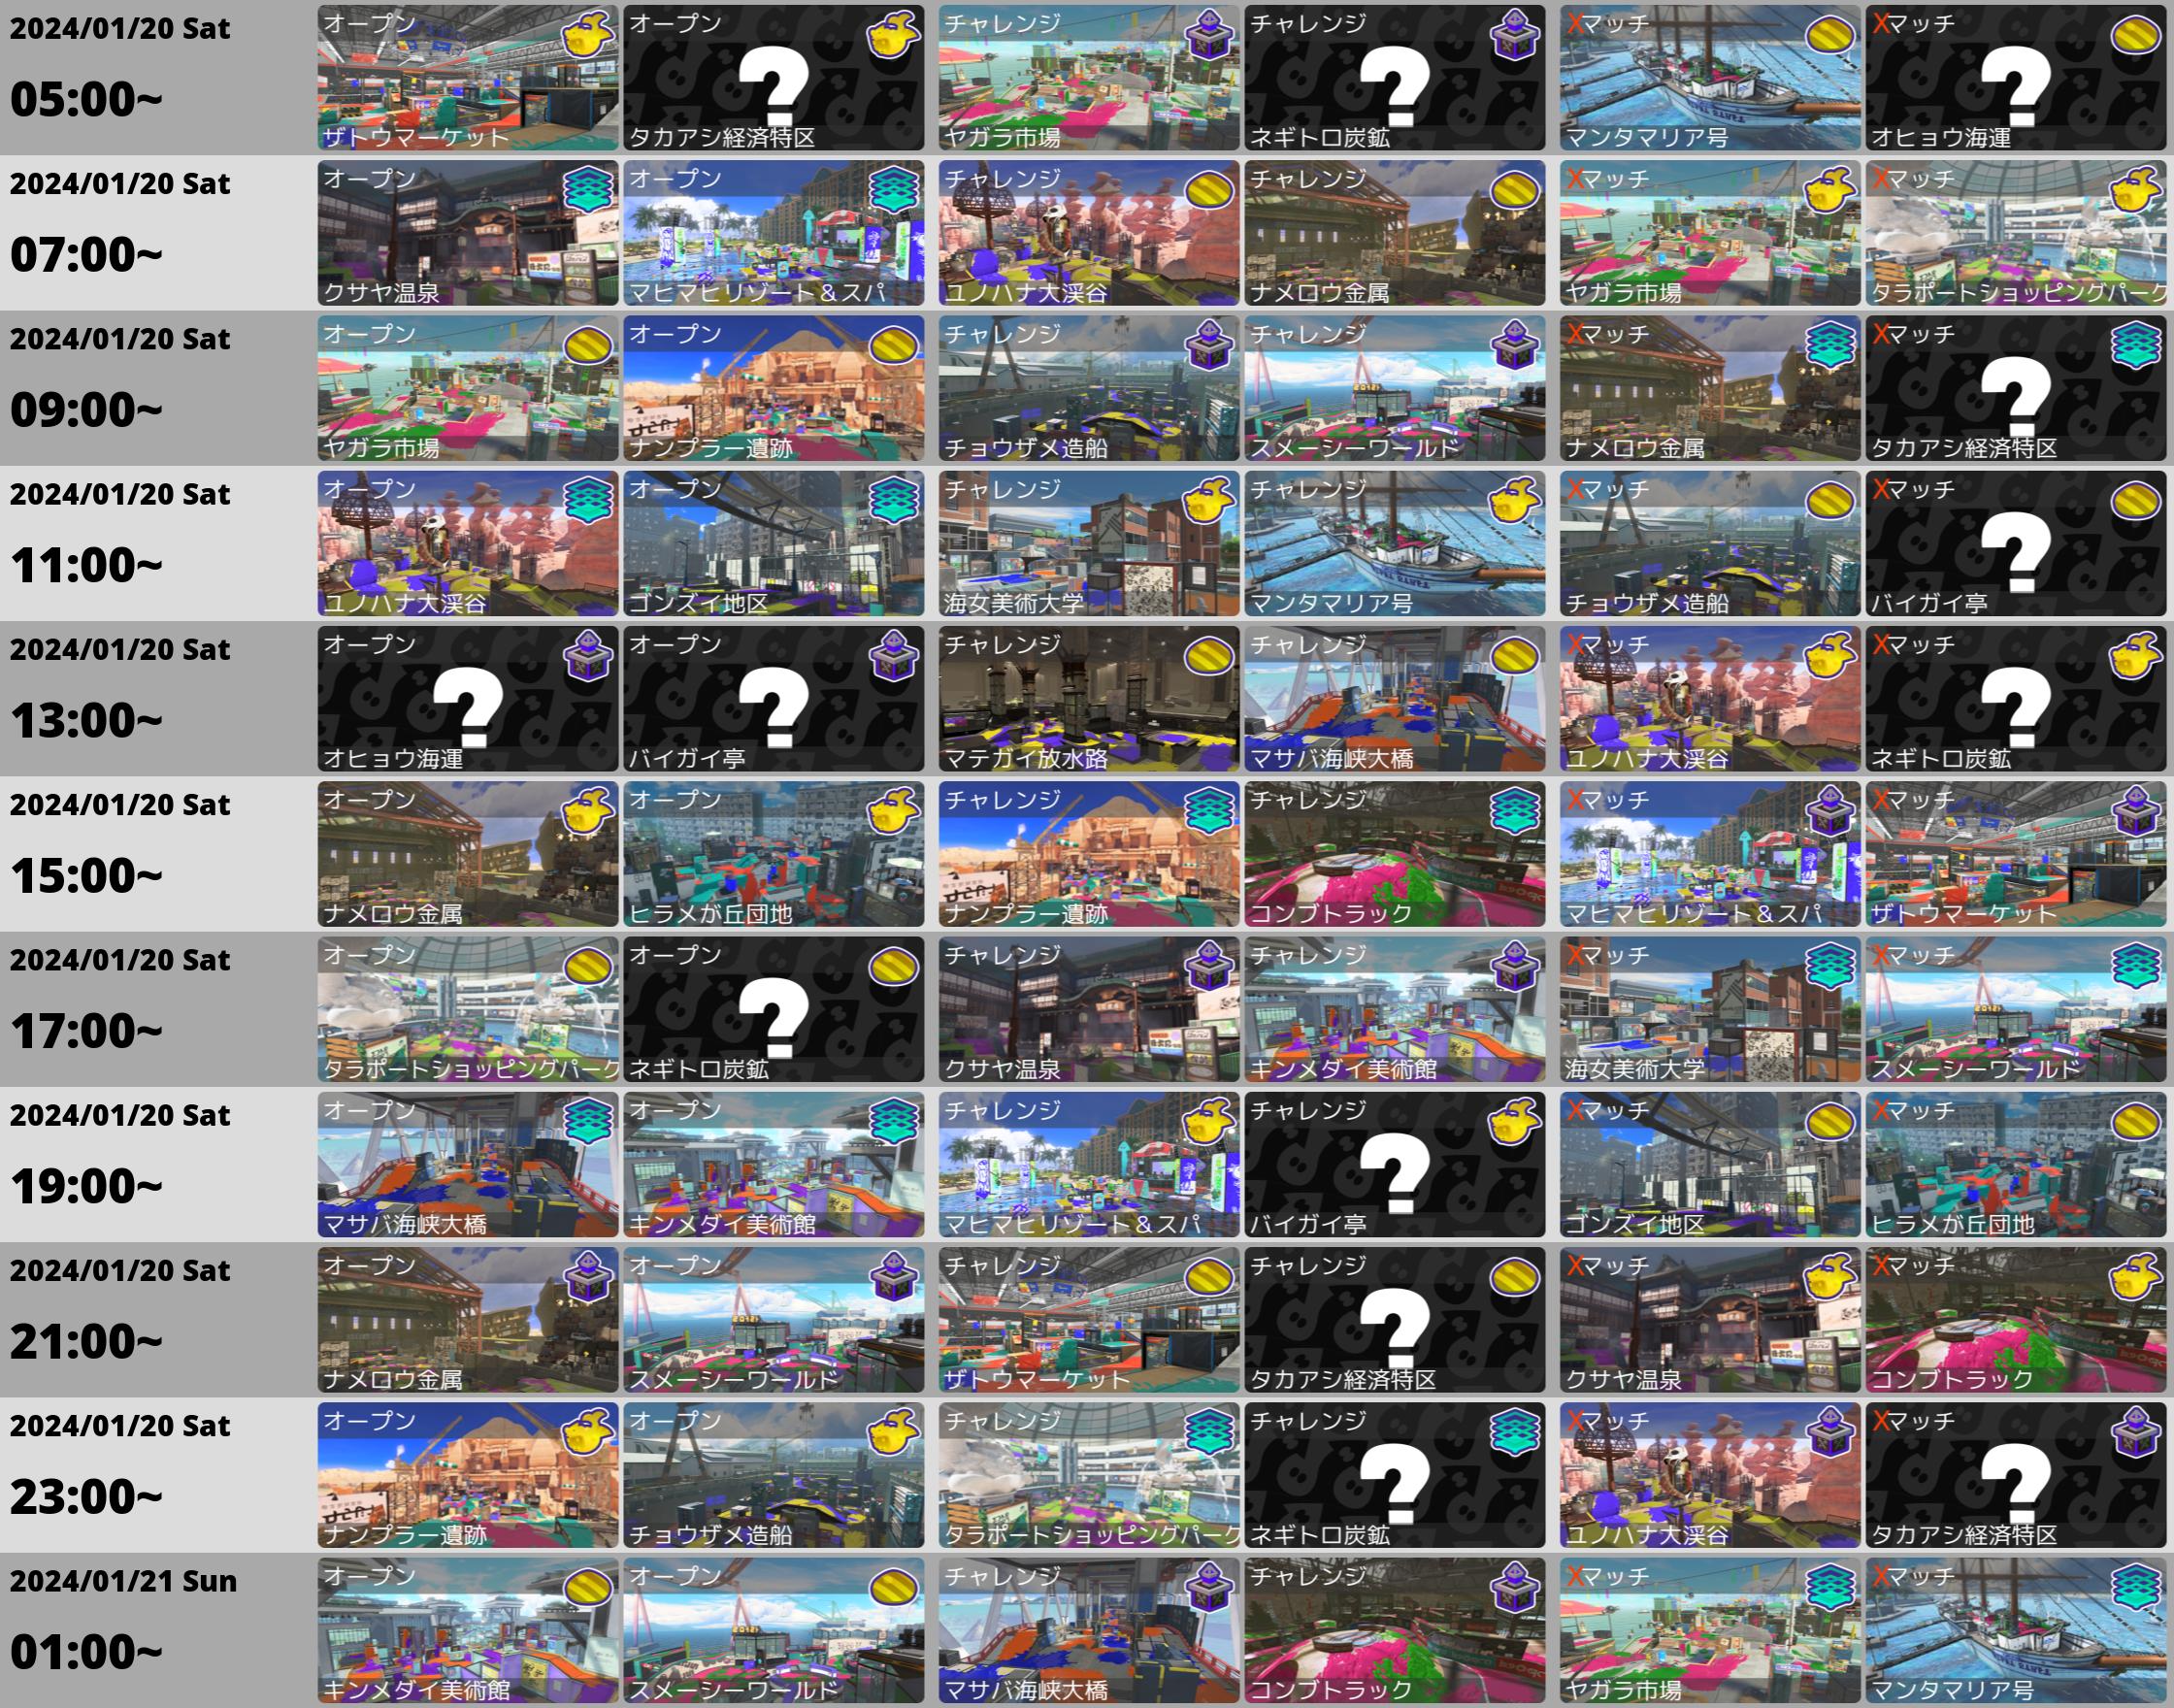 2024/01/20 Sat
05:00~
オープン
ザトウマーケット
オープン
タカアシ経済特区
チャレンジ
ヤガラ市場
チャレンジ
ネギトロ炭鉱
Xマッチ
マンタマリア号
Xマッチ
オヒョウ海運
2024/01/20 Sat
07:00~
オープン
クサヤ温泉
オープン
マヒマヒリゾート&スパ
チャレンジ
ユノハナ大渓谷
チャレンジ
ナメロウ金属
Xマッチ
ヤガラ市場
Xマッチ
タラポートショッピングパーク
2024/01/20 Sat
09:00~
オープン
ヤガラ市場
オープン
ナンプラー遺跡
チャレンジ
チョウザメ造船
チャレンジ
スメーシーワールド
Xマッチ
ナメロウ金属
Xマッチ
タカアシ経済特区
2024/01/20 Sat
11:00~
オープン
ユノハナ大渓谷
オープン
ゴンズイ地区
チャレンジ
海女美術大学
チャレンジ
マンタマリア号
Xマッチ
チョウザメ造船
Xマッチ
バイガイ亭
2024/01/20 Sat
13:00~
オープン
オヒョウ海運
オープン
バイガイ亭
チャレンジ
マテガイ放水路
チャレンジ
マサバ海峡大橋
Xマッチ
ユノハナ大渓谷
Xマッチ
ネギトロ炭鉱
2024/01/20 Sat
15:00~
オープン
ナメロウ金属
オープン
ヒラメが丘団地
チャレンジ
ナンプラー遺跡
チャレンジ
コンブトラック
Xマッチ
マヒマヒリゾート&スパ
Xマッチ
ザトウマーケット
2024/01/20 Sat
17:00~
オープン
タラポートショッピングパーク
オープン
ネギトロ炭鉱
チャレンジ
クサヤ温泉
チャレンジ
キンメダイ美術館
Xマッチ
海女美術大学
Xマッチ
スメーシーワールド
2024/01/20 Sat
19:00~
オープン
マサバ海峡大橋
オープン
キンメダイ美術館
チャレンジ
マヒマヒリゾート&スパ
チャレンジ
バイガイ亭
Xマッチ
ゴンズイ地区
Xマッチ
ヒラメが丘団地
2024/01/20 Sat
21:00~
オープン
ナメロウ金属
オープン
スメーシーワールド
チャレンジ
ザトウマーケット
チャレンジ
タカアシ経済特区
Xマッチ
クサヤ温泉
Xマッチ
コンブトラック
2024/01/20 Sat
23:00~
オープン
ナンプラー遺跡
オープン
チョウザメ造船
チャレンジ
タラポートショッピングパーク
チャレンジ
ネギトロ炭鉱
Xマッチ
ユノハナ大渓谷
Xマッチ
タカアシ経済特区
2024/01/21 Sun
01:00~
オープン
キンメダイ美術館
オープン
スメーシーワールド
チャレンジ
マサバ海峡大橋
チャレンジ
コンブトラック
Xマッチ
ヤガラ市場
Xマッチ
マンタマリア号